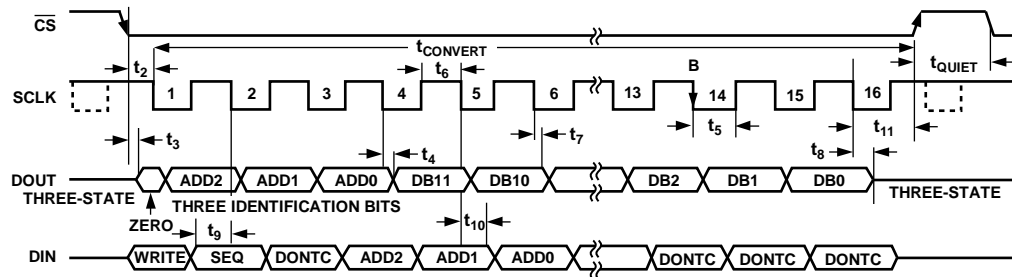 CS
tCONVERT
t2
t6
B
tQUIET
SCLK
1 2 3 4 5 6 13 14 15 16
t3
t7
t5
t11
t4
t8
DOUT
ADD2 ADD1 ADD0 DB11 DB10 DB2 DB1 DB0
THREE-STATE
THREE IDENTIFICATION BITS
THREE-STATE
ZERO
t9
t10
DIN
WRITE SEQ DONTC ADD2 ADD1 ADD0 DONTC DONTC DONTC